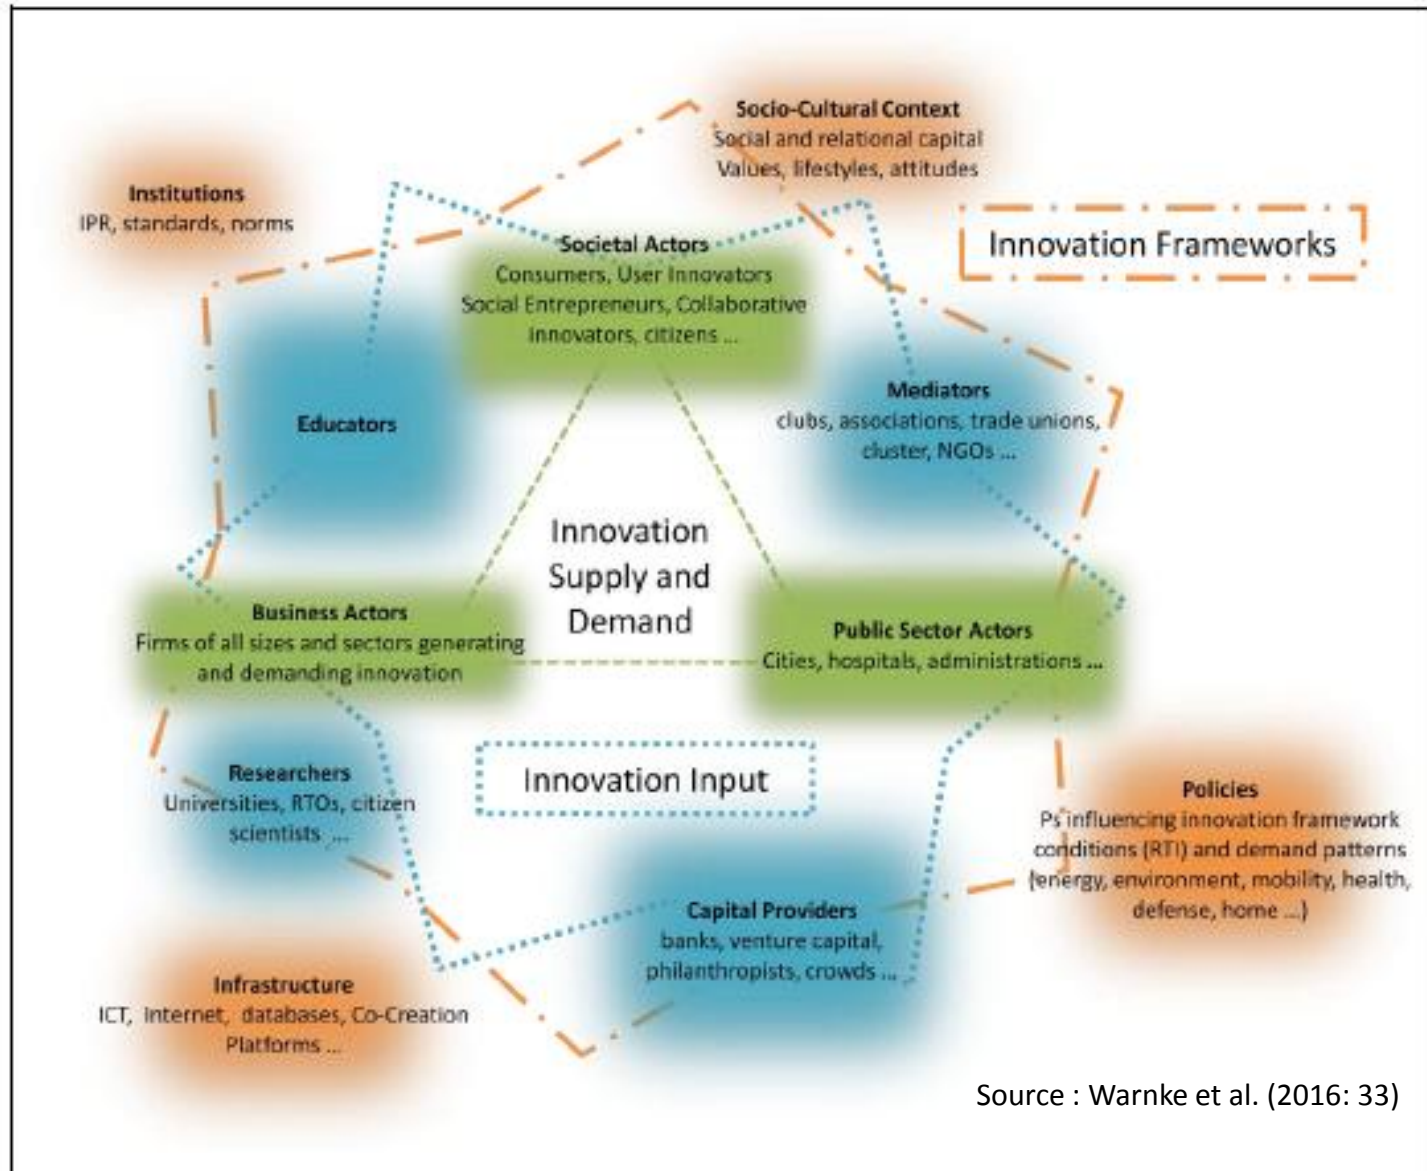 Socio-Cultural Context
Social and relational capital
Values, lifestyles, attitudes
Institutions
IPR, standards, norms
Innovation Frameworks
Societal Actors
Consumers, User Innovators
Social Entrepreneurs, Collaborative
Innovators, citizens ...
Educators
Mediators
clubs, associations, trade unions,
cluster, NGOs ...
Innovation
Supply and
Demand
Business Actors
Firms of all sizes and sectors generating
and demanding innovation
Public Sector Actors
Cities, hospitals, administrations ...
Innovation Input
Researchers
Universities, RTOs, citizen
scientists ...
Policies
Ps influencing innovation framework
conditions (RTI) and demand patterns
(energy, environment, mobility, health,
defense, home ...)
Capital Providers
banks, venture capital,
philanthropists, crowds ...
Infrastructure
ICT, Internet, databases, Co-Creation
Platforms ...
Source : Warnke et al. (2016: 33)